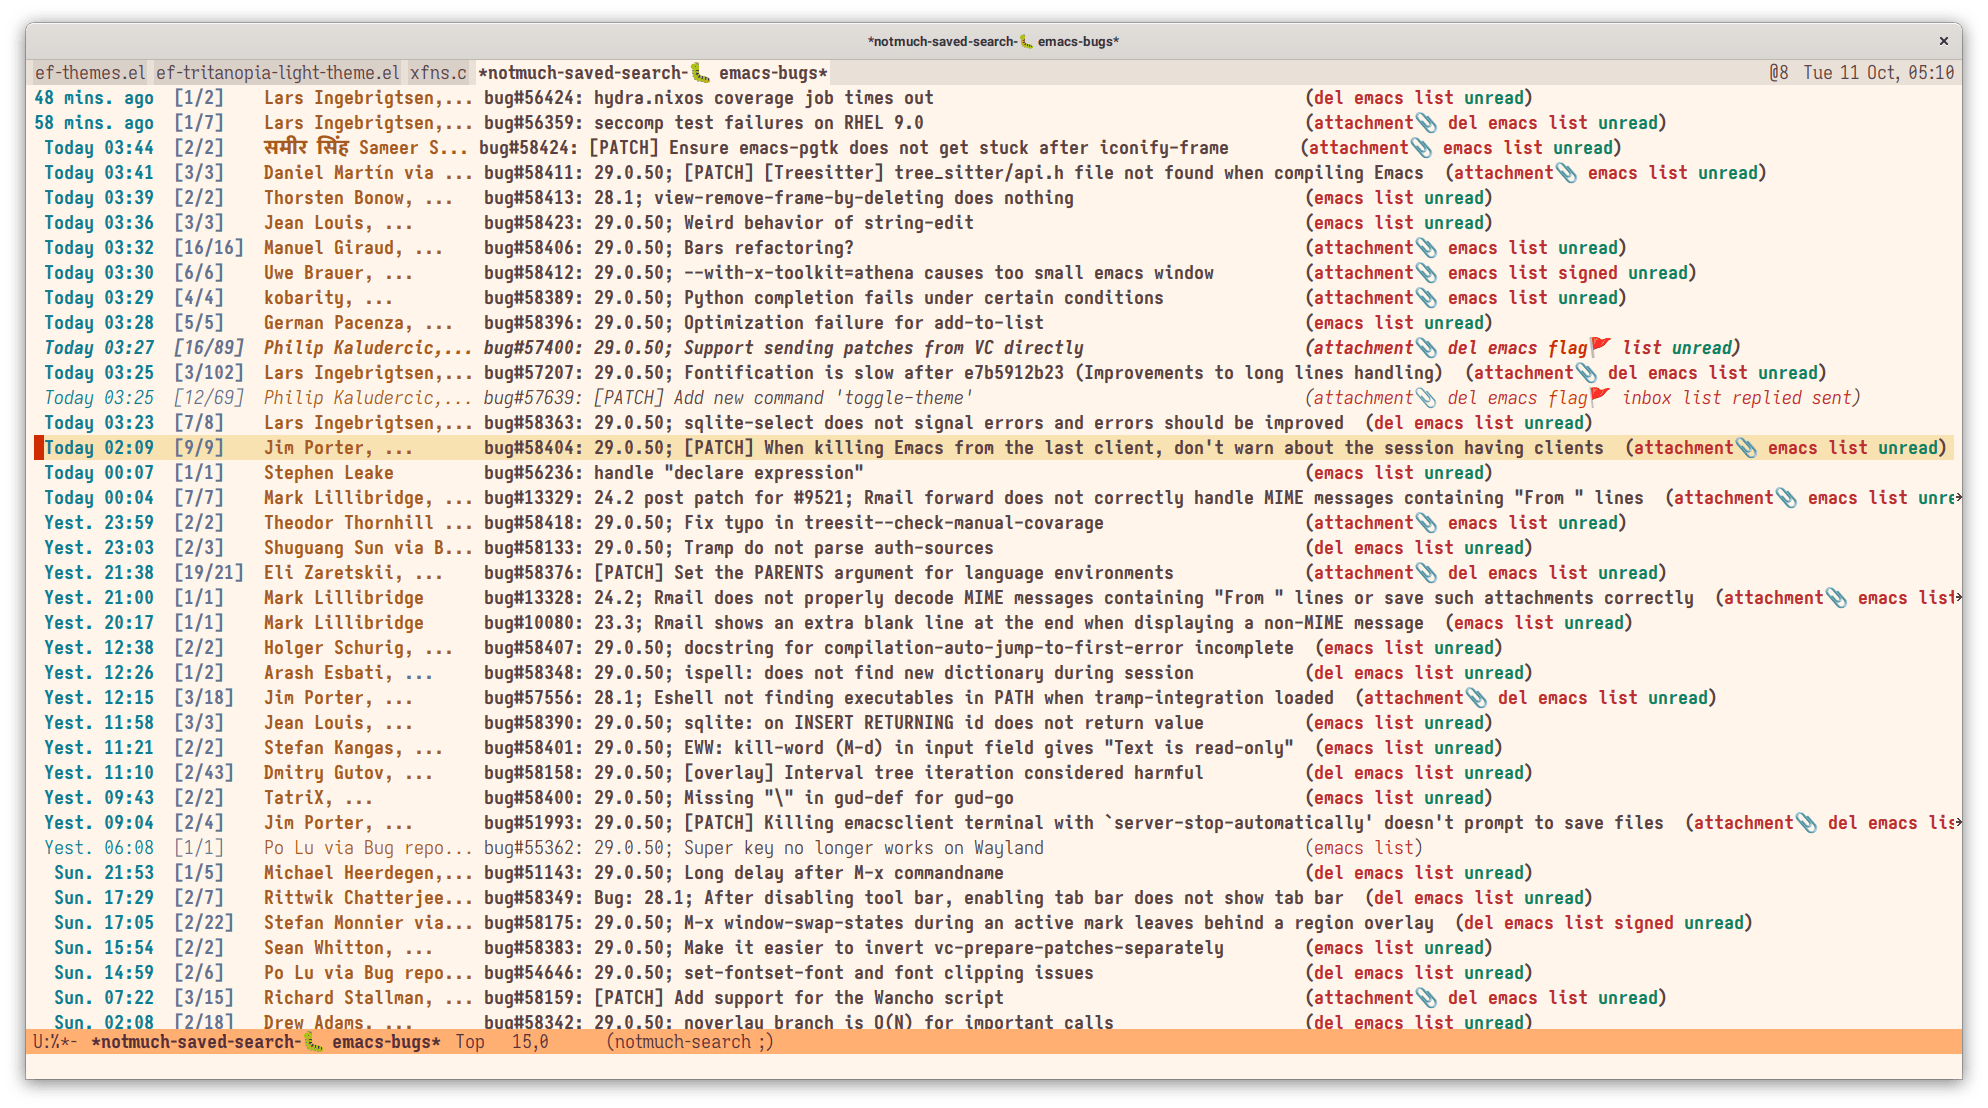 *notmuch-saved-search-🐛 emacs-bugs* ×
ef-themes.el ef-tritanopia-light-theme.el xfns.c *notmuch-saved-search-🐛 emacs-bugs* @8 Tue 11 Oct, 05:10
48 mins. ago [1/2] Lars Ingebrigtsen,... bug#56424: hydra.nixos coverage job times out (del emacs list unread)
58 mins. ago [1/7] Lars Ingebrigtsen,... bug#56359: seccomp test failures on RHEL 9.0 (attachment📎 del emacs list unread)
Today 03:44 [2/2] समीर सिंह Sameer S... bug#58424: [PATCH] Ensure emacs-pgtk does not get stuck after iconify-frame (attachment📎 emacs list unread)
Today 03:41 [3/3] Daniel Martín via ... bug#58411: 29.0.50; [PATCH] [Treesitter] tree_sitter/api.h file not found when compiling Emacs (attachment📎 emacs list unread)
Today 03:39 [2/2] Thorsten Bonow, ... bug#58413: 28.1; view-remove-frame-by-deleting does nothing (emacs list unread)
Today 03:36 [3/3] Jean Louis, ... bug#58423: 29.0.50; Weird behavior of string-edit (emacs list unread)
Today 03:32 [16/16] Manuel Giraud, ... bug#58406: 29.0.50; Bars refactoring? (attachment📎 emacs list unread)
Today 03:30 [6/6] Uwe Brauer, ... bug#58412: 29.0.50; --with-x-toolkit=athena causes too small emacs window (attachment📎 emacs list signed unread)
Today 03:29 [4/4] kobarity, ... bug#58389: 29.0.50; Python completion fails under certain conditions (attachment📎 emacs list unread)
Today 03:28 [5/5] German Pacenza, ... bug#58396: 29.0.50; Optimization failure for add-to-list (emacs list unread)
Today 03:27 [16/89] Philip Kaludercic,... bug#57400: 29.0.50; Support sending patches from VC directly (attachment📎 del emacs flag🚩 list unread)
Today 03:25 [3/102] Lars Ingebrigtsen,... bug#57207: 29.0.50; Fontification is slow after e7b5912b23 (Improvements to long lines handling) (attachment📎 del emacs list unread)
Today 03:25 [12/69] Philip Kaludercic,... bug#57639: [PATCH] Add new command 'toggle-theme' (attachment📎 del emacs flag🚩 inbox list replied sent)
Today 03:23 [7/8] Lars Ingebrigtsen,... bug#58363: 29.0.50; sqlite-select does not signal errors and errors should be improved (del emacs list unread)
Today 02:09 [9/9] Jim Porter, ... bug#58404: 29.0.50; [PATCH] When killing Emacs from the last client, don't warn about the session having clients (attachment📎 emacs list unread)
Today 00:07 [1/1] Stephen Leake bug#56236: handle "declare expression" (emacs list unread)
Today 00:04 [7/7] Mark Lillibridge, ... bug#13329: 24.2 post patch for #9521; Rmail forward does not correctly handle MIME messages containing "From " lines (attachment📎 emacs list unre
Yest. 23:59 [2/2] Theodor Thornhill ... bug#58418: 29.0.50; Fix typo in treesit--check-manual-covarage (attachment📎 emacs list unread)
Yest. 23:03 [2/3] Shuguang Sun via B... bug#58133: 29.0.50; Tramp do not parse auth-sources (del emacs list unread)
Yest. 21:38 [19/21] Eli Zaretskii, ... bug#58376: [PATCH] Set the PARENTS argument for language environments (attachment📎 del emacs list unread)
Yest. 21:00 [1/1] Mark Lillibridge bug#13328: 24.2; Rmail does not properly decode MIME messages containing "From " lines or save such attachments correctly (attachment📎 emacs list
Yest. 20:17 [1/1] Mark Lillibridge bug#10080: 23.3; Rmail shows an extra blank line at the end when displaying a non-MIME message (emacs list unread)
Yest. 12:38 [2/2] Holger Schurig, ... bug#58407: 29.0.50; docstring for compilation-auto-jump-to-first-error incomplete (emacs list unread)
Yest. 12:26 [1/2] Arash Esbati, ... bug#58348: 29.0.50; ispell: does not find new dictionary during session (del emacs list unread)
Yest. 12:15 [3/18] Jim Porter, ... bug#57556: 28.1; Eshell not finding executables in PATH when tramp-integration loaded (attachment📎 del emacs list unread)
Yest. 11:58 [3/3] Jean Louis, ... bug#58390: 29.0.50; sqlite: on INSERT RETURNING id does not return value (emacs list unread)
Yest. 11:21 [2/2] Stefan Kangas, ... bug#58401: 29.0.50; EWW: kill-word (M-d) in input field gives "Text is read-only" (emacs list unread)
Yest. 11:10 [2/43] Dmitry Gutov, ... bug#58158: 29.0.50; [overlay] Interval tree iteration considered harmful (del emacs list unread)
Yest. 09:43 [2/2] TatriX, ... bug#58400: 29.0.50; Missing "\" in gud-def for gud-go (emacs list unread)
Yest. 09:04 [2/4] Jim Porter, ... bug#51993: 29.0.50; [PATCH] Killing emacsclient terminal with `server-stop-automatically' doesn't prompt to save files (attachment📎 del emacs lis
Yest. 06:08 [1/1] Po Lu via Bug repo... bug#55362: 29.0.50; Super key no longer works on Wayland (emacs list)
Sun. 21:53 [1/5] Michael Heerdegen,... bug#51143: 29.0.50; Long delay after M-x commandname (del emacs list unread)
Sun. 17:29 [2/7] Rittwik Chatterjee... bug#58349: Bug: 28.1; After disabling tool bar, enabling tab bar does not show tab bar (del emacs list unread)
Sun. 17:05 [2/22] Stefan Monnier via... bug#58175: 29.0.50; M-x window-swap-states during an active mark leaves behind a region overlay (del emacs list signed unread)
Sun. 15:54 [2/2] Sean Whitton, ... bug#58383: 29.0.50; Make it easier to invert vc-prepare-patches-separately (emacs list unread)
Sun. 14:59 [2/6] Po Lu via Bug repo... bug#54646: 29.0.50; set-fontset-font and font clipping issues (del emacs list unread)
Sun. 07:22 [3/15] Richard Stallman, ... bug#58159: [PATCH] Add support for the Wancho script (attachment📎 del emacs list unread)
Sun. 02:08 [2/18] Drew Adams, ... bug#58342: 29.0.50; noverlay branch is O(N) for important calls (del emacs list unread)
U:%*- *notmuch-saved-search-🐛 emacs-bugs* Top 15,0 (notmuch-search ;)